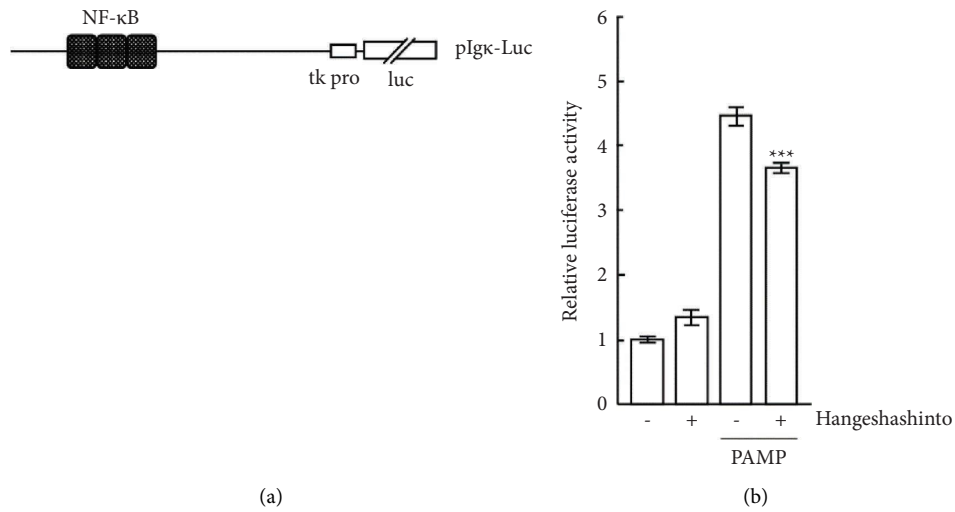 NF-κB
pIgκ-Luc
tk pro
luc
(a)
Relative luciferase activity
6
5
4
3
2
1
0
***
- + - + Hangeshashinto
PAMP
(b)